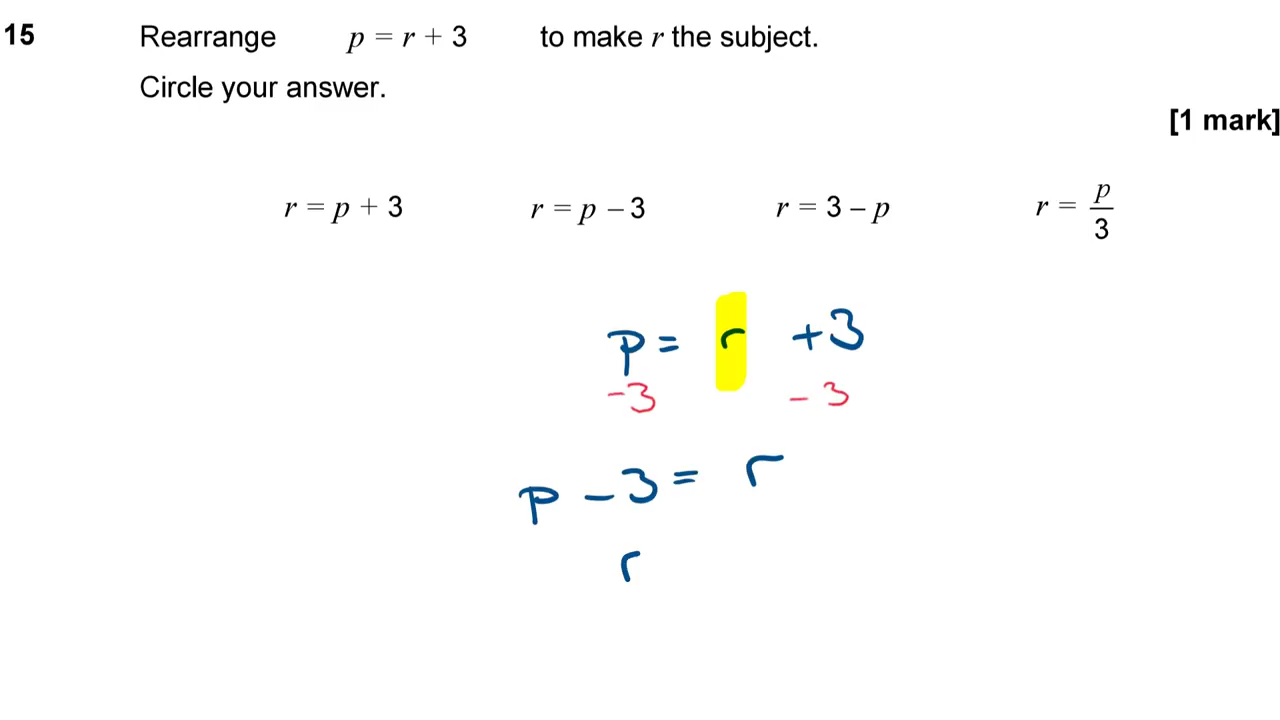 15 Rearrange p = r + 3 to make r the subject.
Circle your answer.
[1 mark]
r = p + 3 r = p – 3 r = 3 – p r = p/3
p = r +3
-3 -3
p - 3 = r
r